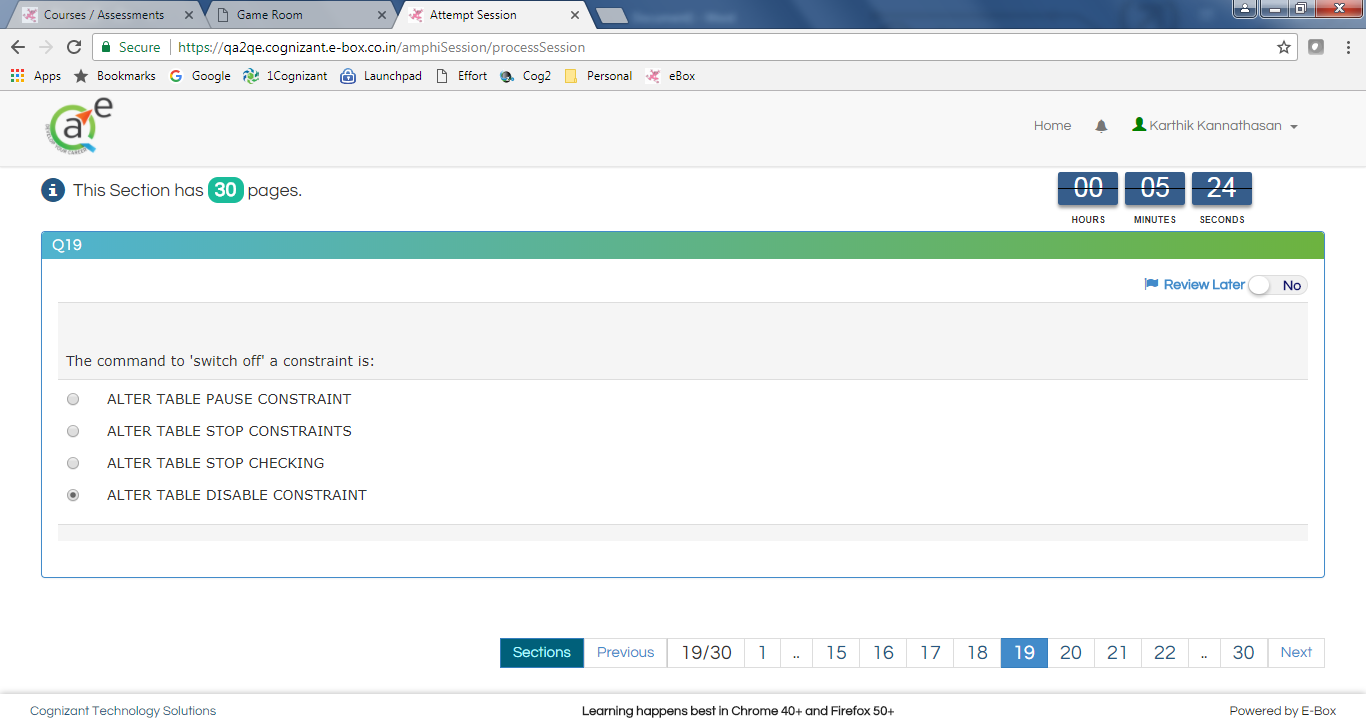 Courses / Assessments
Game Room
Attempt Session
Secure https://qa2qe.cognizant.e-box.co.in/amphiSession/processSession
Apps Bookmarks Google 1Cognizant Launchpad Effort Cog2 Personal eBox
a e
Home Karthik Kannathasan
This Section has 30 pages.
00 05 24
HOURS MINUTES SECONDS
Q19
Review Later No
The command to 'switch off' a constraint is:
ALTER TABLE PAUSE CONSTRAINT
ALTER TABLE STOP CONSTRAINTS
ALTER TABLE STOP CHECKING
ALTER TABLE DISABLE CONSTRAINT
Sections Previous 19/30 1 .. 15 16 17 18 19 20 21 22 .. 30 Next
Cognizant Technology Solutions Learning happens best in Chrome 40+ and Firefox 50+ Powered by E-Box